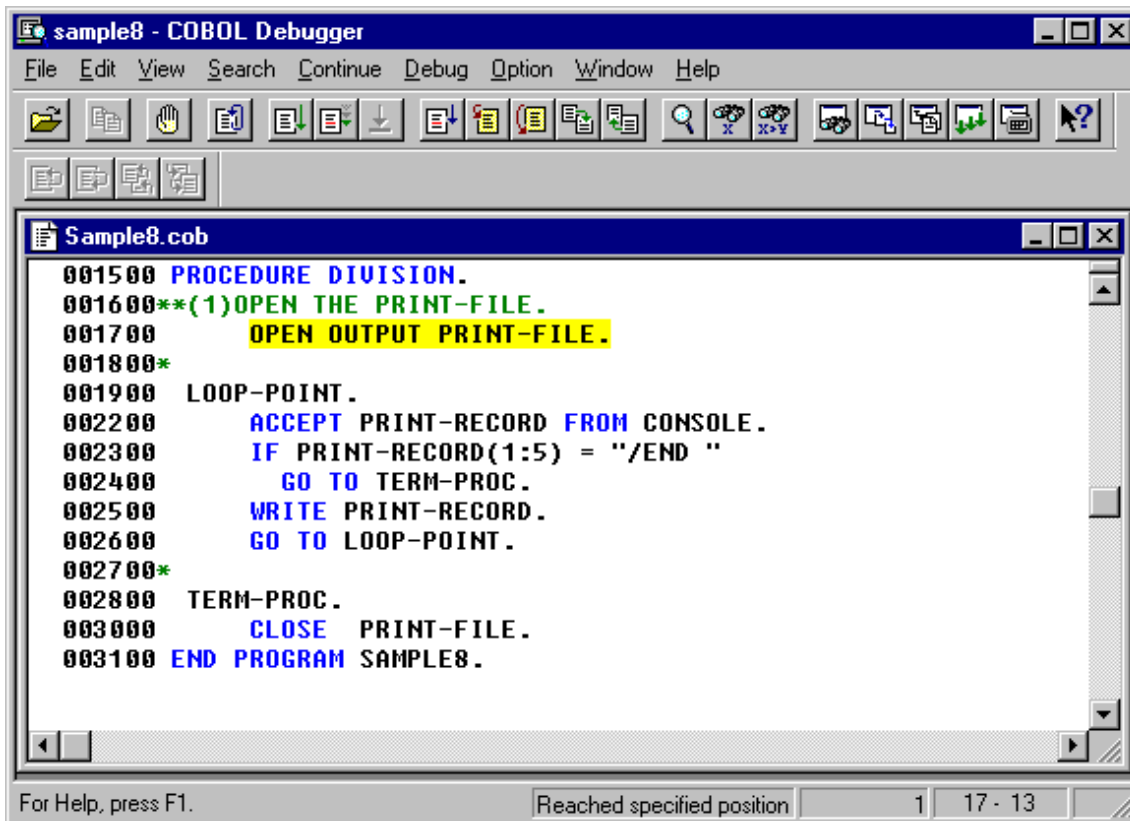 sample8 - COBOL Debugger
File Edit View Search Continue Debug Option Window Help
X X>Y
Sample8.cob
001500 PROCEDURE DIVISION.
001600**(1)OPEN THE PRINT-FILE.
001700      OPEN OUTPUT PRINT-FILE.
001800*
001900  LOOP-POINT.
002200      ACCEPT PRINT-RECORD FROM CONSOLE.
002300      IF PRINT-RECORD(1:5) = "/END "
002400        GO TO TERM-PROC.
002500      WRITE PRINT-RECORD.
002600      GO TO LOOP-POINT.
002700*
002800  TERM-PROC.
003000      CLOSE  PRINT-FILE.
003100 END PROGRAM SAMPLE8.
For Help, press F1. Reached specified position 1 17 - 13